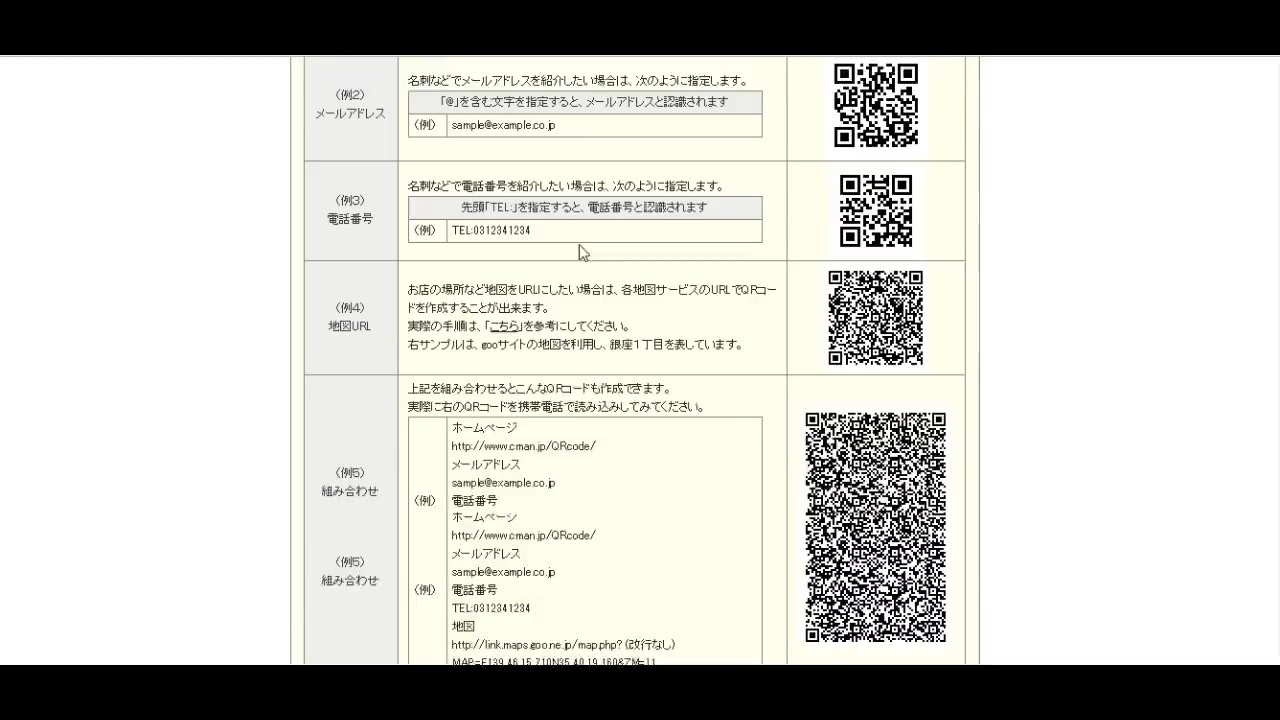 （例2）
メールアドレス
名刺などでメールアドレスを紹介したい場合は、次のように指定します。
「@」を含む文字を指定すると、メールアドレスと認識されます
（例） sample@example.co.jp
（例3）
電話番号
名刺などで電話番号を紹介したい場合は、次のように指定します。
先頭「TEL:」を指定すると、電話番号と認識されます
（例） TEL:0312341234
（例4）
地図URL
お店の場所など地図をURLにしたい場合は、各地図サービスのURLでQRコー
ドを作成することが出来ます。
実際の手順は、「こちら」を参考にしてください。
右サンプルは、gooサイトの地図を利用し、銀座１丁目を表しています。
（例5）
組み合わせ
（例5）
組み合わせ
上記を組み合わせるとこんなQRコードも作成できます。
実際に右のQRコードを携帯電話で読み込みしてみてください。
（例）
ホームページ
http://www.cman.jp/QRcode/
メールアドレス
sample@example.co.jp
電話番号
ホームページ
http://www.cman.jp/QRcode/
メールアドレス
sample@example.co.jp
（例） 電話番号
TEL:0312341234
地図
http://link.maps.goo.ne.jp/map.php? (改行なし)
MAP=E139.46.15.710N35.40.19.160&ZM=11